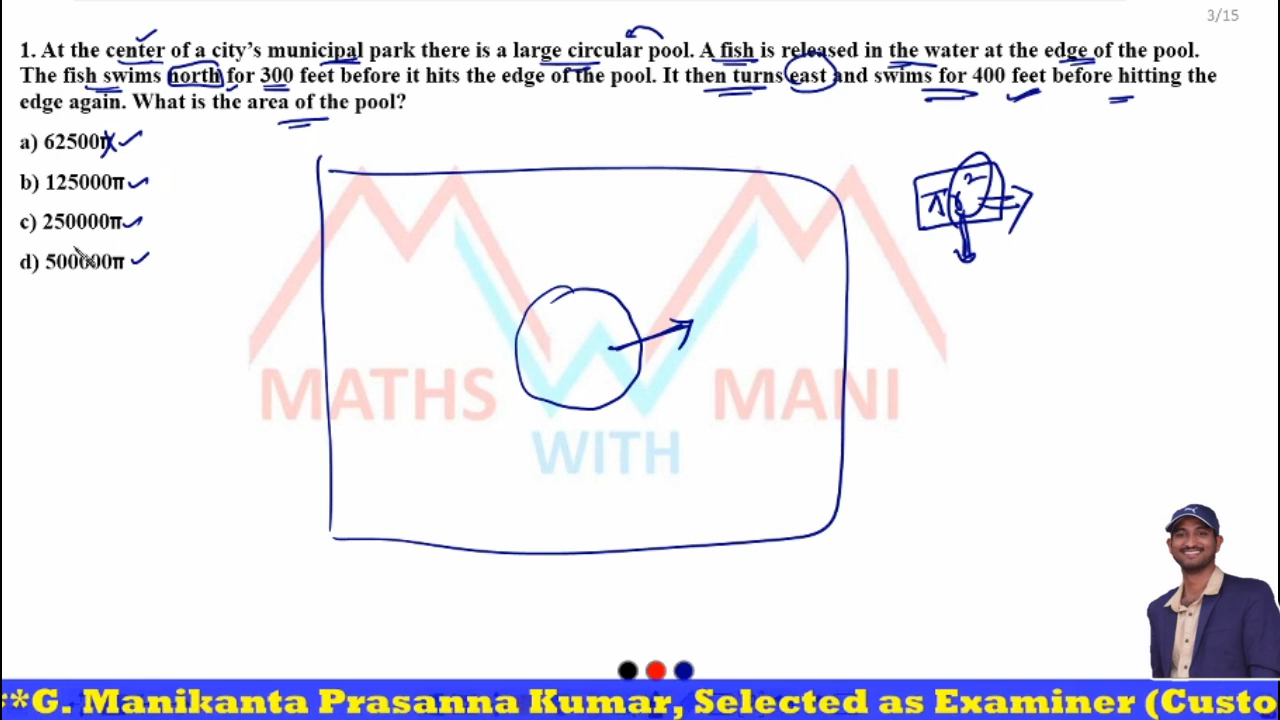 3/15
1. At the center of a city's municipal park there is a large circular pool. A fish is released in the water at the edge of the pool.
The fish swims north for 300 feet before it hits the edge of the pool. It then turns east and swims for 400 feet before hitting the
edge again. What is the area of the pool?
a) 62500π
b) 125000π
c) 250000π
d) 500000π
MATHS MANI
WITH
**G. Manikanta Prasanna Kumar, Selected as Examiner (Custo